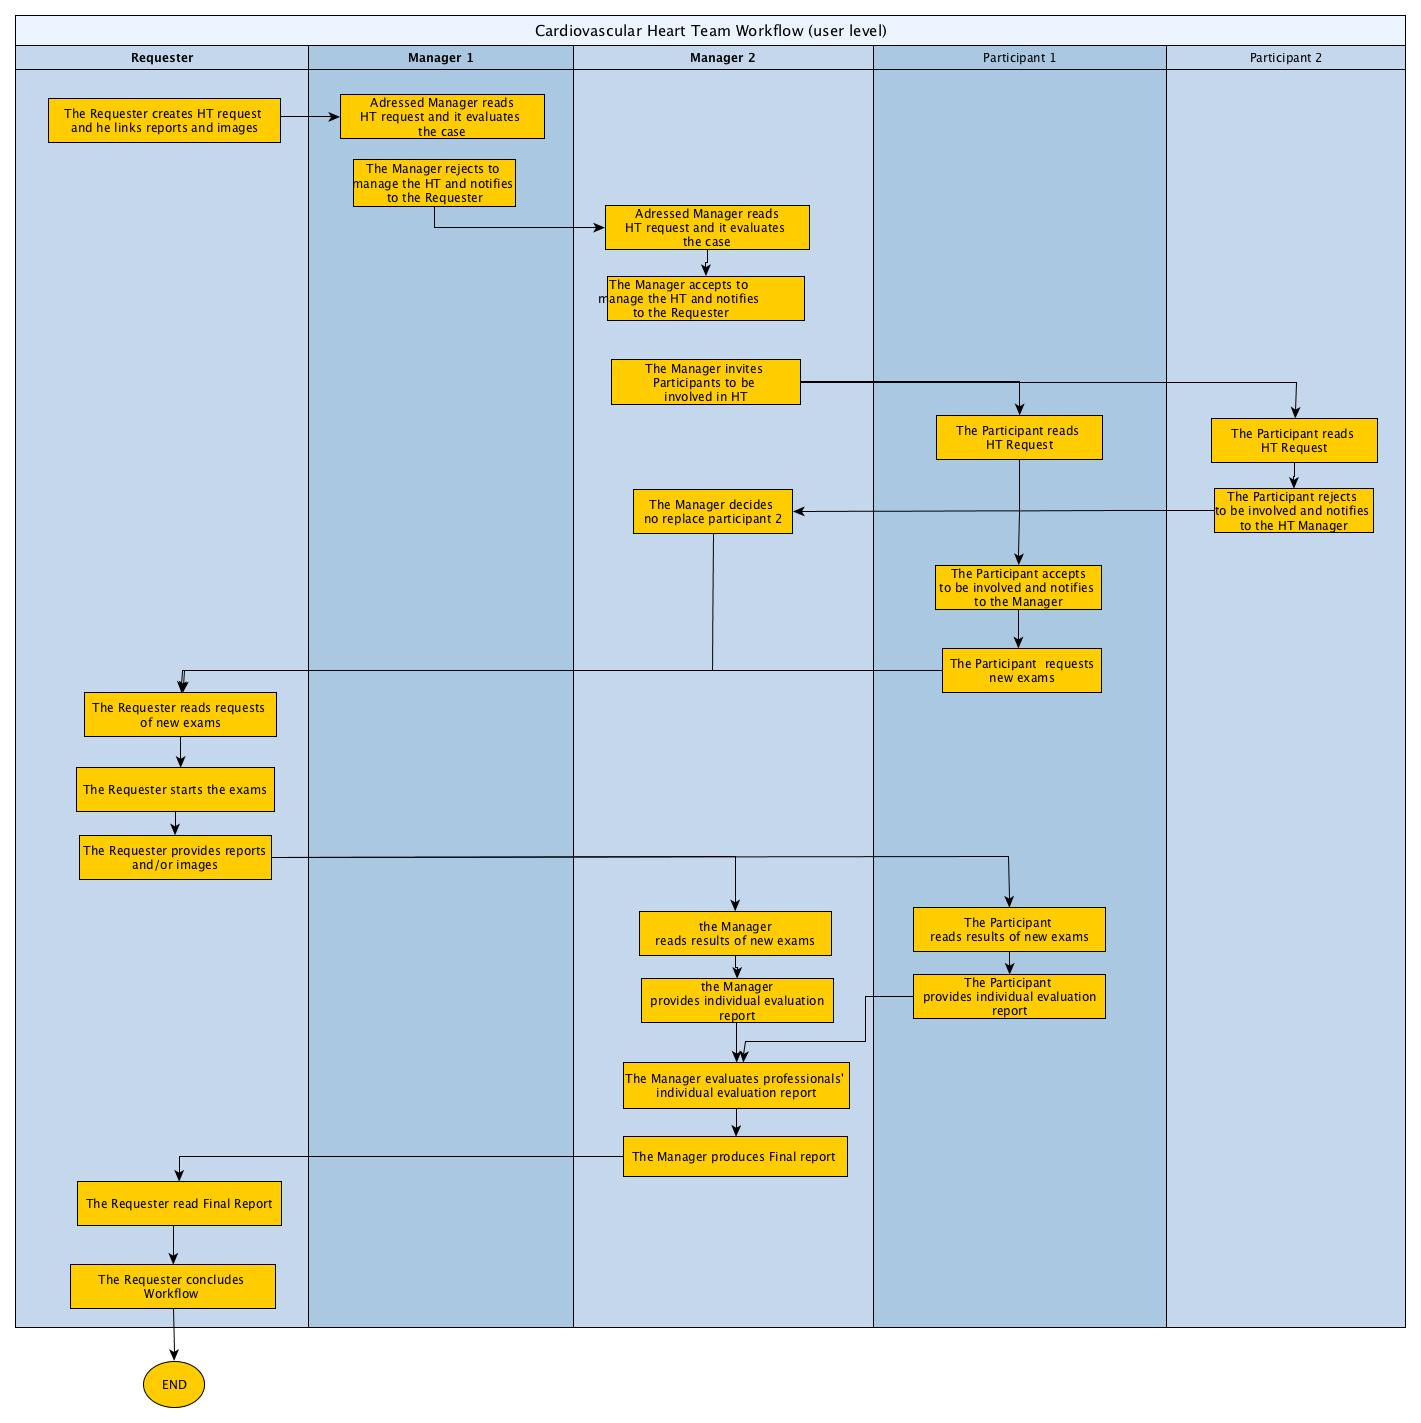 Cardiovascular Heart Team Workflow (user level)
Requester
Manager 1
Manager 2
Participant 1
Participant 2
The Requester creates HT request
and he links reports and images
Adressed Manager reads
HT request and it evaluates
the case
The Manager rejects to
manage the HT and notifies
to the Requester
Adressed Manager reads
HT request and it evaluates
the case
The Manager accepts to
manage the HT and notifies
to the Requester
The Manager invites
Participants to be
involved in HT
The Participant reads
HT Request
The Participant reads
HT Request
The Manager decides
no replace participant 2
The Participant rejects
to be involved and notifies
to the HT Manager
The Participant accepts
to be involved and notifies
to the Manager
The Participant requests
new exams
The Requester reads requests
of new exams
The Requester starts the exams
The Requester provides reports
and/or images
the Manager
reads results of new exams
The Participant
reads results of new exams
the Manager
provides individual evaluation
report
The Participant
provides individual evaluation
report
The Manager evaluates professionals'
individual evaluation report
The Manager produces Final report
The Requester read Final Report
The Requester concludes
Workflow
END